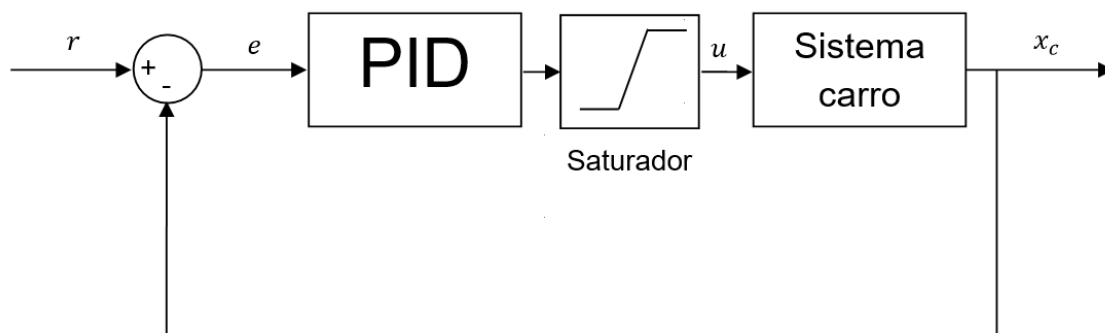 r
+
-
e
PID
Saturador
u
Sistema
carro
x_c